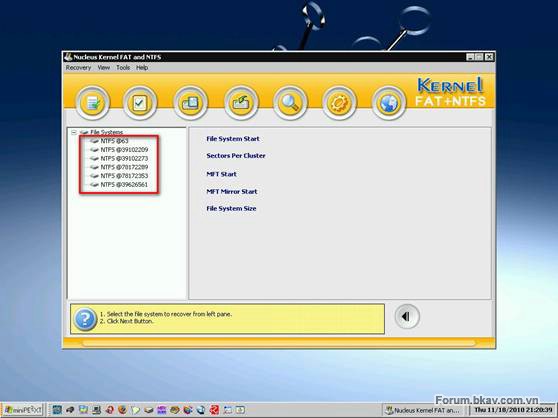 Nucleus Kernel FAT and NTFS
Recovery View Tools Help
KERNEL
FAT+NTFS
File Systems
NTFS @63
NTFS @39102209
NTFS @39102273
NTFS @78172289
NTFS @78172353
NTFS @39626561
File System Start
Sectors Per Cluster
MFT Start
MFT Mirror Start
File System Size
1. Select the file system to recover from left pane.
2. Click Next Button.
Forum.bkav.com.vn
Nucleus Kernel FAT an...
Thu 11/18/2010 21:20:39